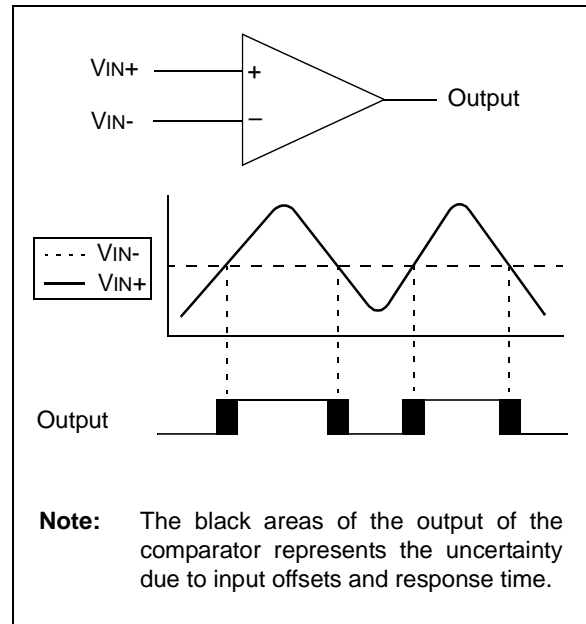 VIN+
+
Output
VIN-
–
VIN-
VIN+
Output
Note: The black areas of the output of the
comparator represents the uncertainty
due to input offsets and response time.